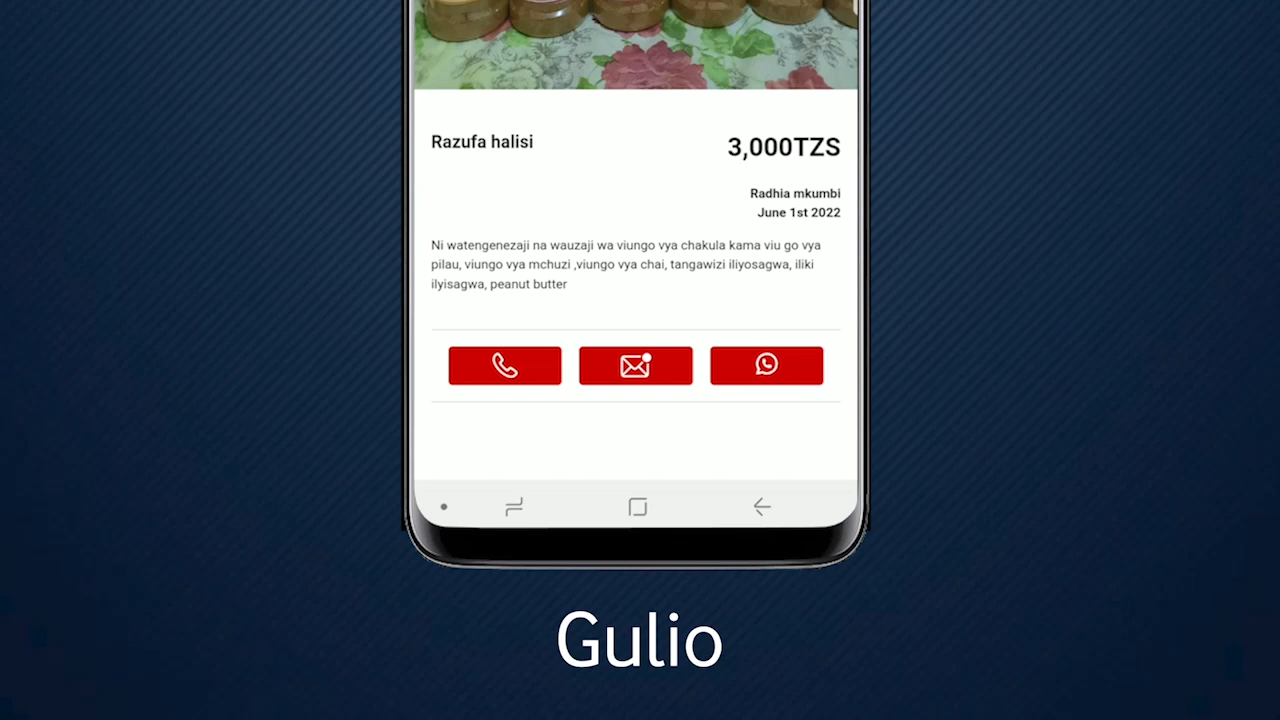 Razufa halisi
3,000TZS
Radhia mkumbi
June 1st 2022
Ni watengenezaji na wauzaji wa viungo vya chakula kama viu go vya
pilau, viungo vya mchuzi ,viungo vya chai, tangawizi iliyosagwa, iliki
ilyisagwa, peanut butter
Gulio